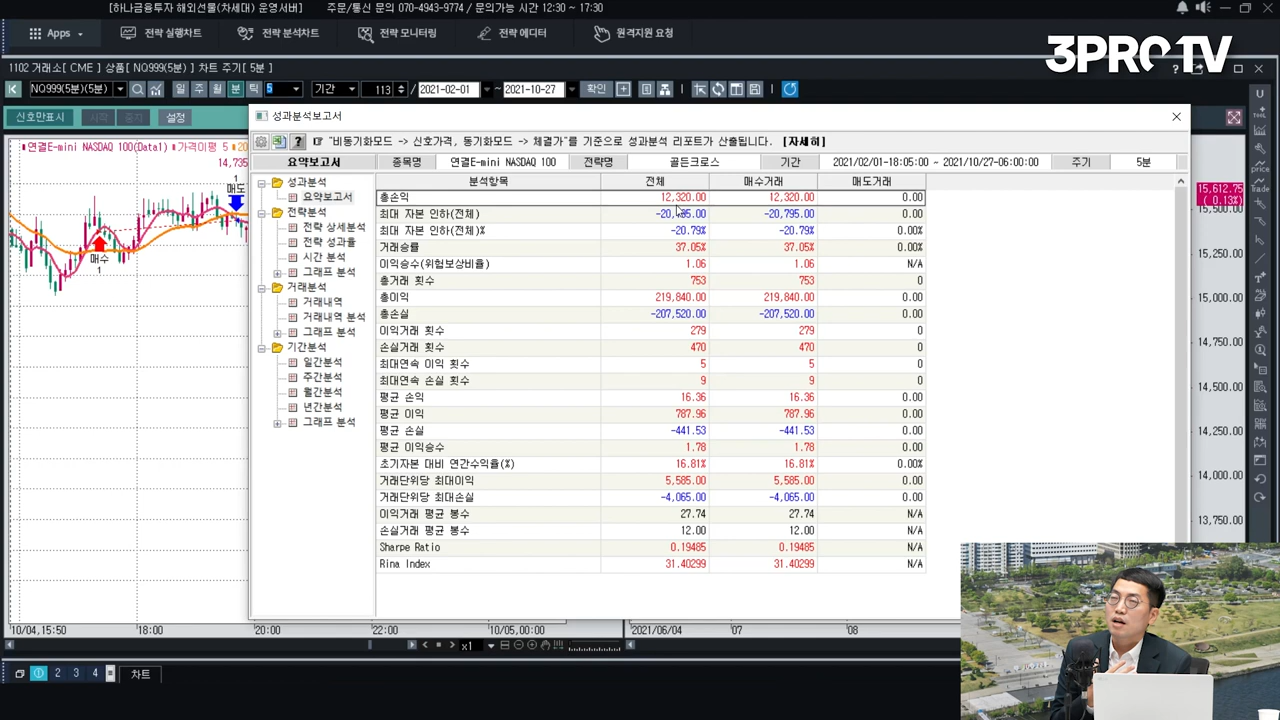 [하나금융투자 해외선물(차세대) 운영서버] 주문/통신 문의 070-4943-9774 / 문의가능 시간 12:30 ~ 17:30
Apps 전략 실행차트 전략 분석차트 전략 모니터링 전략 에디터 원격지원 요청
3PROTV
1102 거래소[ CME ] 상품[ NQ999(5분) ] 차트 주기[ 5분 ]
NQ999(5분)(5분) 일 주 월 분 틱 5 기간 113 / 2021-02-01 ~ 2021-10-27 확인
신호만표시 시작 중지 설정
연결E-mini NASDAQ 100(Data1) 가격이평 5 20
14,735
매도
1
매수
1
성과분석보고서
"비동기화모드 -> 신호가격, 동기화모드 -> 체결가"를 기준으로 성과분석 리포트가 산출됩니다. [자세히]
요약보고서 종목명 연결E-mini NASDAQ 100 전략명 골든크로스 기간 2021/02/01-18:05:00 ~ 2021/10/27-06:00:00 주기 5분
성과분석
요약보고서
전략분석
전략 상세분석
전략 성과율
시간 분석
그래프 분석
거래분석
거래내역
거래내역 분석
그래프 분석
기간분석
일간분석
주간분석
월간분석
년간분석
그래프 분석
분석항목 전체 매수거래 매도거래
총손익 12,320.00 12,320.00 0.00
최대 자본 인하(전체) -20,795.00 -20,795.00 0.00
최대 자본 인하(전체)% -20.79% -20.79% 0.00%
거래승률 37.05% 37.05% 0.00%
이익승수(위험보상비율) 1.06 1.06 N/A
총거래 횟수 753 753 0
총이익 219,840.00 219,840.00 0.00
총손실 -207,520.00 -207,520.00 0.00
이익거래 횟수 279 279 0
손실거래 횟수 470 470 0
최대연속 이익 횟수 5 5 0
최대연속 손실 횟수 9 9 0
평균 손익 16.36 16.36 0.00
평균 이익 787.96 787.96 0.00
평균 손실 -441.53 -441.53 0.00
평균 이익승수 1.78 1.78 0.00
초기자본 대비 연간수익률(%) 16.81% 16.81% 0.00%
거래단위당 최대이익 5,585.00 5,585.00 0.00
거래단위당 최대손실 -4,065.00 -4,065.00 0.00
이익거래 평균 봉수 27.74 27.74 N/A
손실거래 평균 봉수 12.00 12.00 N/A
Sharpe Ratio 0.19485 0.19485 N/A
Rina Index 31.40299 31.40299 N/A
15,612.75
( 0.13%)
15,500.00
15,250.00
15,000.00
14,750.00
14,500.00
14,250.00
14,000.00
13,750.00
10/04,15:50 18:00 20:00 22:00 10/05,00:00 2021/06/04 '07 '08
x1
1 2 3 4 차트